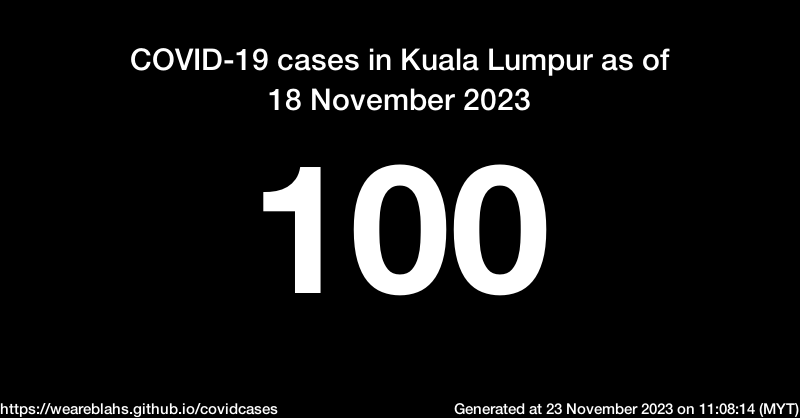 COVID-19 cases in Kuala Lumpur as of
18 November 2023
100
https://weareblahs.github.io/covidcases
Generated at 23 November 2023 on 11:08:14 (MYT)